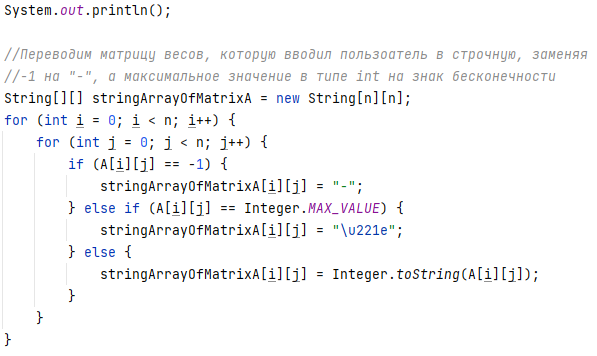 System.out.println();
//Переводим матрицу весов, которую вводил пользоатель в строчную, заменяя
//-1 на "-", а максимальное значение в типе int на знак бесконечности
String[][] stringArrayOfMatrixA = new String[n][n];
for (int i = 0; i < n; i++) {
    for (int j = 0; j < n; j++) {
        if (A[i][j] == -1) {
            stringArrayOfMatrixA[i][j] = "-";
        } else if (A[i][j] == Integer.MAX_VALUE) {
            stringArrayOfMatrixA[i][j] = "\u221e";
        } else {
            stringArrayOfMatrixA[i][j] = Integer.toString(A[i][j]);
        }
    }
}